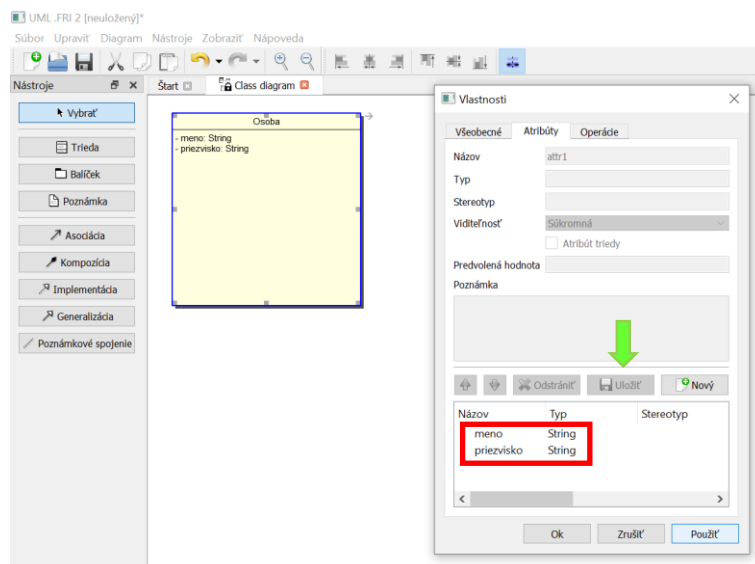 UML .FRI 2 [neuložený]*
Súbor Upraviť Diagram Nástroje Zobraziť Nápoveda
Nástroje
Štart
Class diagram
Vybrať
Trieda
Balíček
Poznámka
Asociácia
Kompozícia
Implementácia
Generalizácia
Poznámkové spojenie
Osoba
- meno: String
- priezvisko: String
Vlastnosti
Všeobecné Atribúty Operácie
Názov attr1
Typ
Stereotyp
Viditeľnosť Súkromná
Atribút triedy
Predvolená hodnota
Poznámka
Odstrániť Uložiť Nový
Názov Typ Stereotyp
meno String
priezvisko String
Ok Zrušiť Použiť